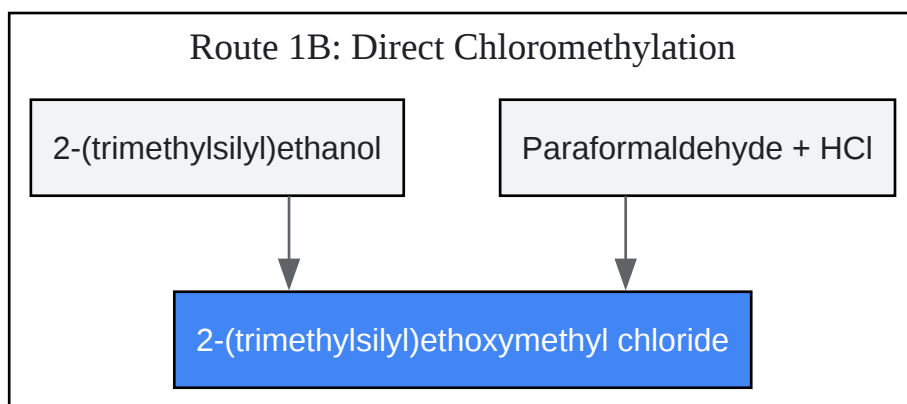 Route 1B: Direct Chloromethylation
2-(trimethylsilyl)ethanol
Paraformaldehyde + HCl
2-(trimethylsilyl)ethoxymethyl chloride